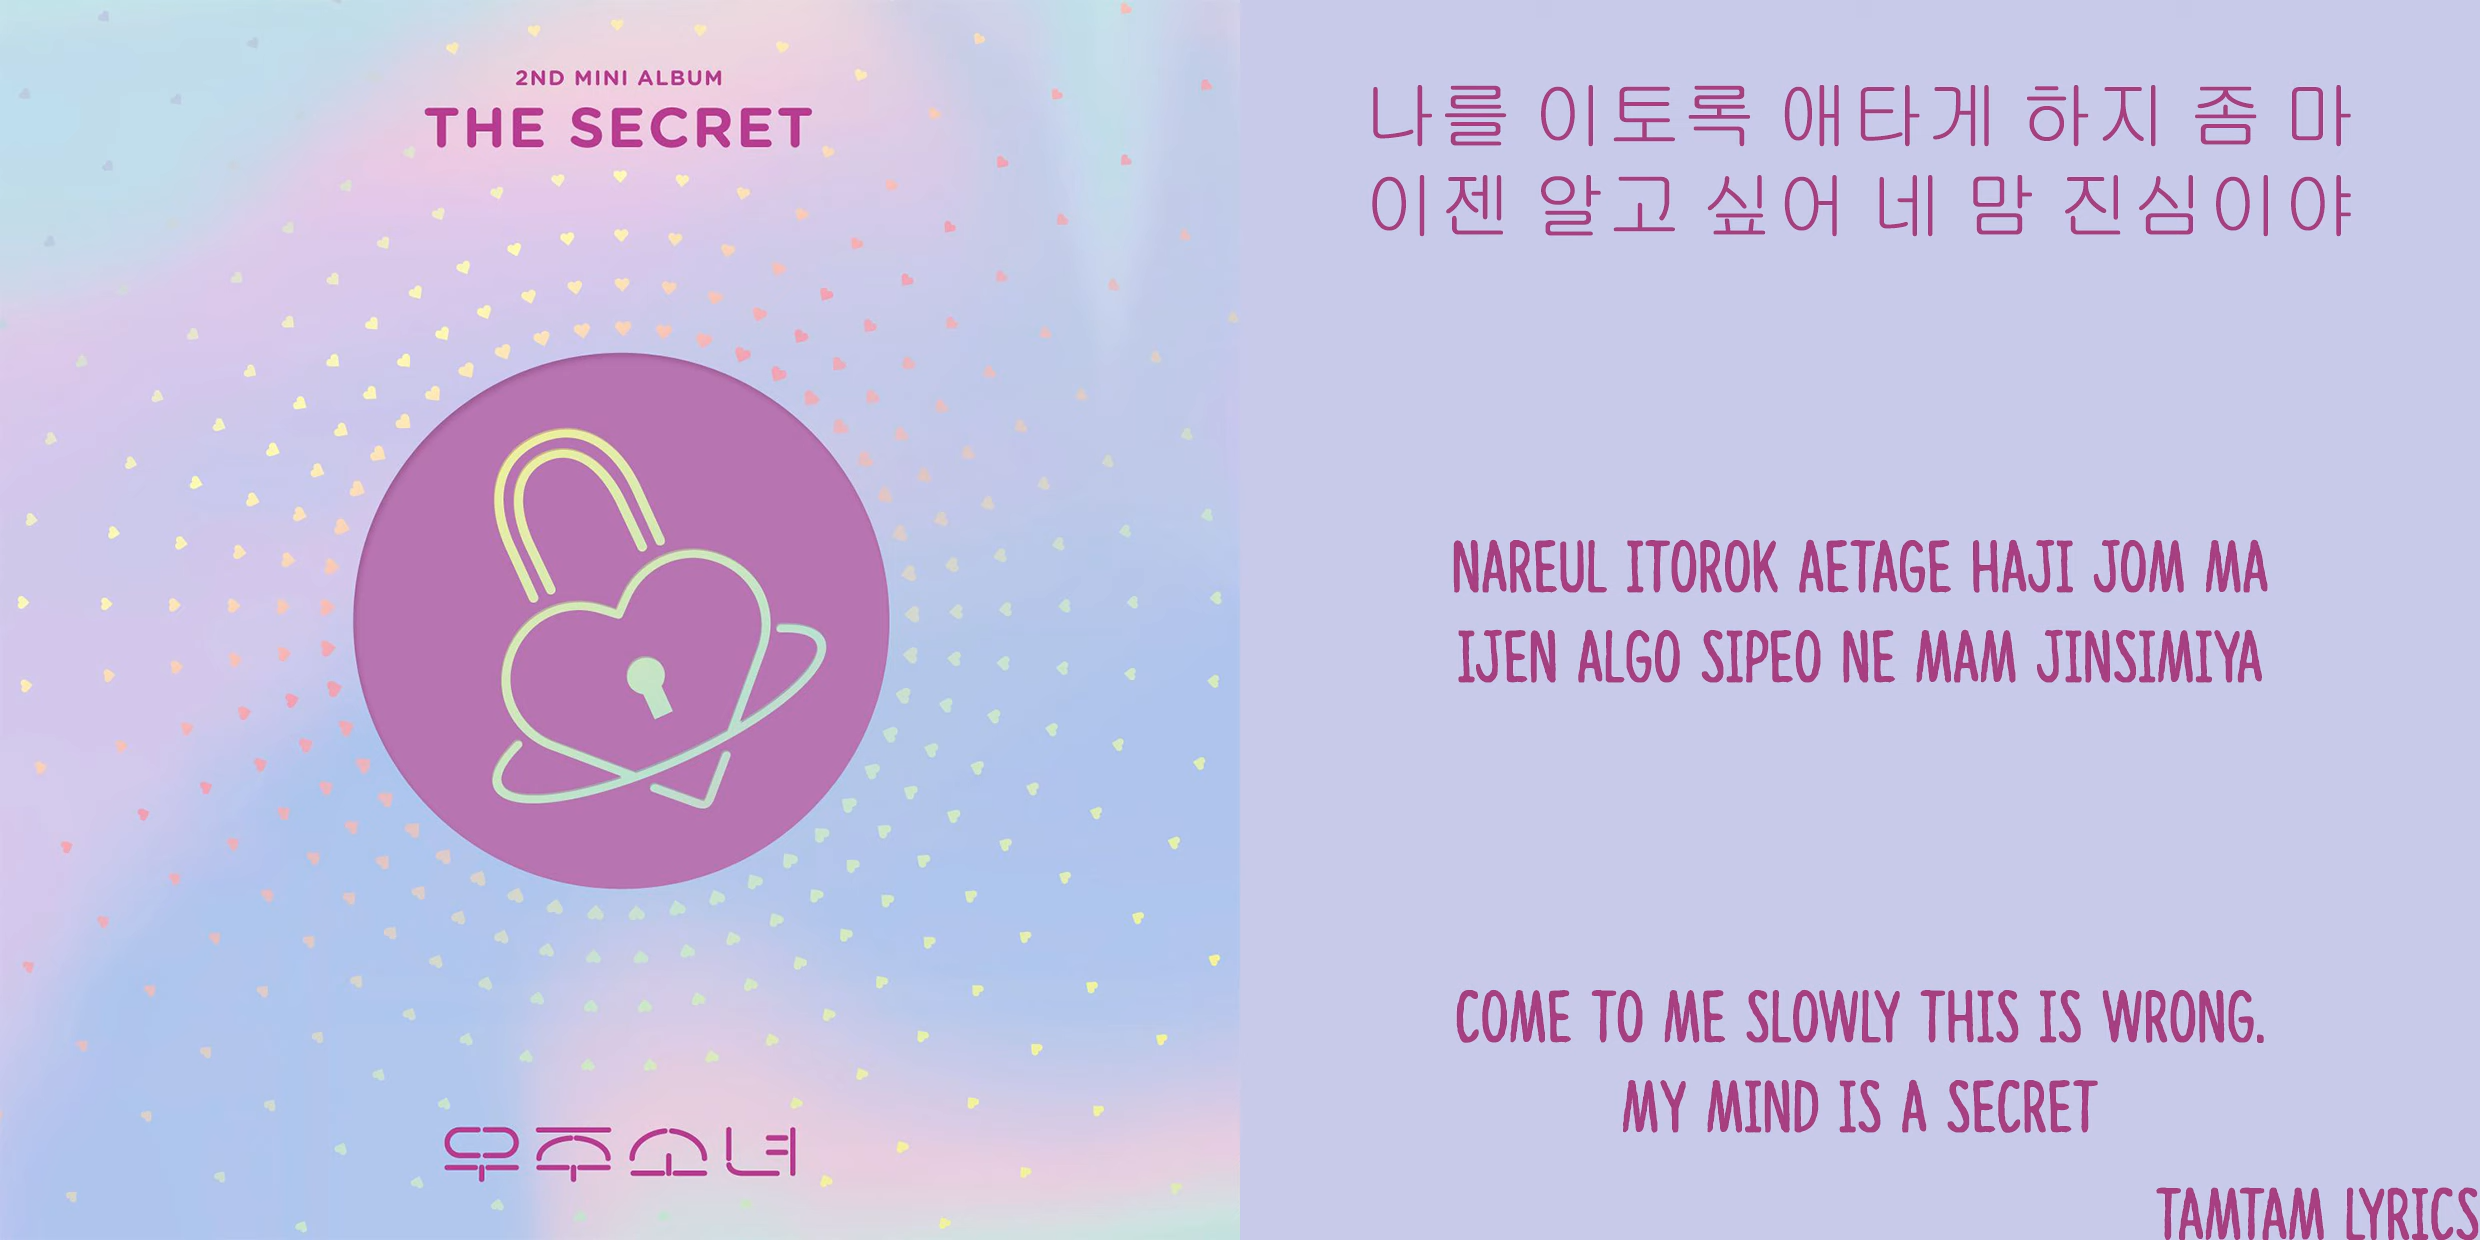 2ND MINI ALBUM
THE SECRET
우주소녀
나를 이토록 애타게 하지 좀 마
이젠 알고 싶어 네 맘 진심이야
NAREUL ITOROK AETAGE HAJI JOM MA
IJEN ALGO SIPEO NE MAM JINSIMIYA
COME TO ME SLOWLY THIS IS WRONG.
MY MIND IS A SECRET
TAMTAM LYRICS